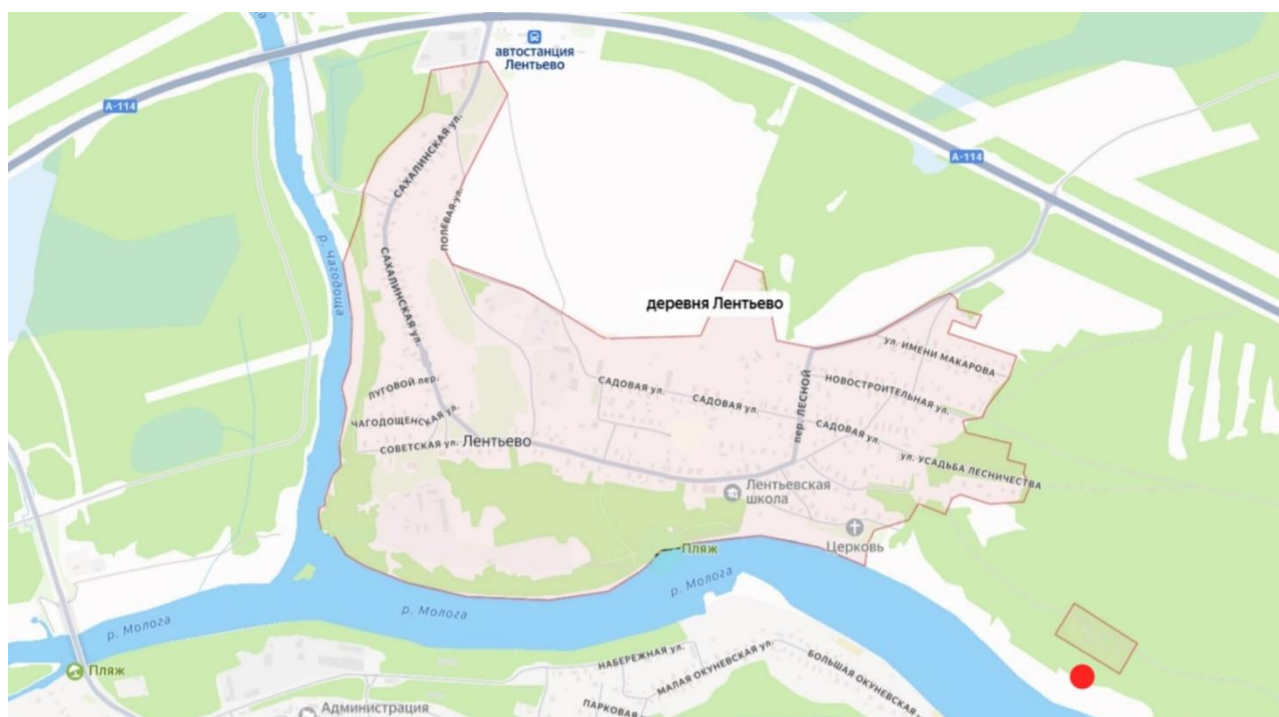 а
автостанция
Лентьево
А-114
А-114
САХАЛИНСКАЯ ул.
ПОЛЕВАЯ ул.
р. Чагодоща
САХАЛИНСКАЯ ул.
деревня Лентьево
ул. ИМЕНИ МАКАРОВА
ЛУГОВОЙ пер.
САДОВАЯ ул.
НОВОСТРОИТЕЛЬНАЯ ул.
САДОВАЯ ул.
пер. ЛЕСНОЙ
ЧАГОДОЩЕНСКАЯ ул.
САДОВАЯ ул.
СОВЕТСКАЯ ул.
Лентьево
ул. УСАДЬБА ЛЕСНИЧЕСТВА
Лентьевская
школа
Церковь
Пляж
р. Молога
р. Молога
р. Молога
Пляж
НАБЕРЕЖНАЯ ул.
МАЛАЯ ОКУНЕВСКАЯ ул.
БОЛЬШАЯ ОКУНЕВСКАЯ ул.
ПАРКОВАЯ
Администрация